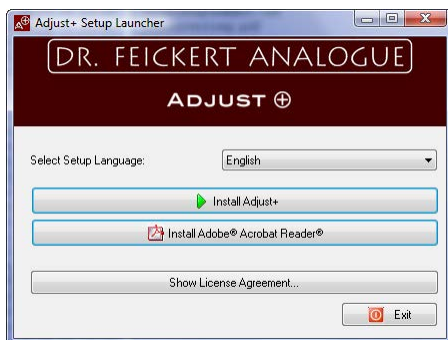 Adjust+ Setup Launcher
DR. FEICKERT ANALOGUE
ADJUST ⊕
Select Setup Language: English
Install Adjust+
Install Adobe® Acrobat Reader®
Show License Agreement...
Exit